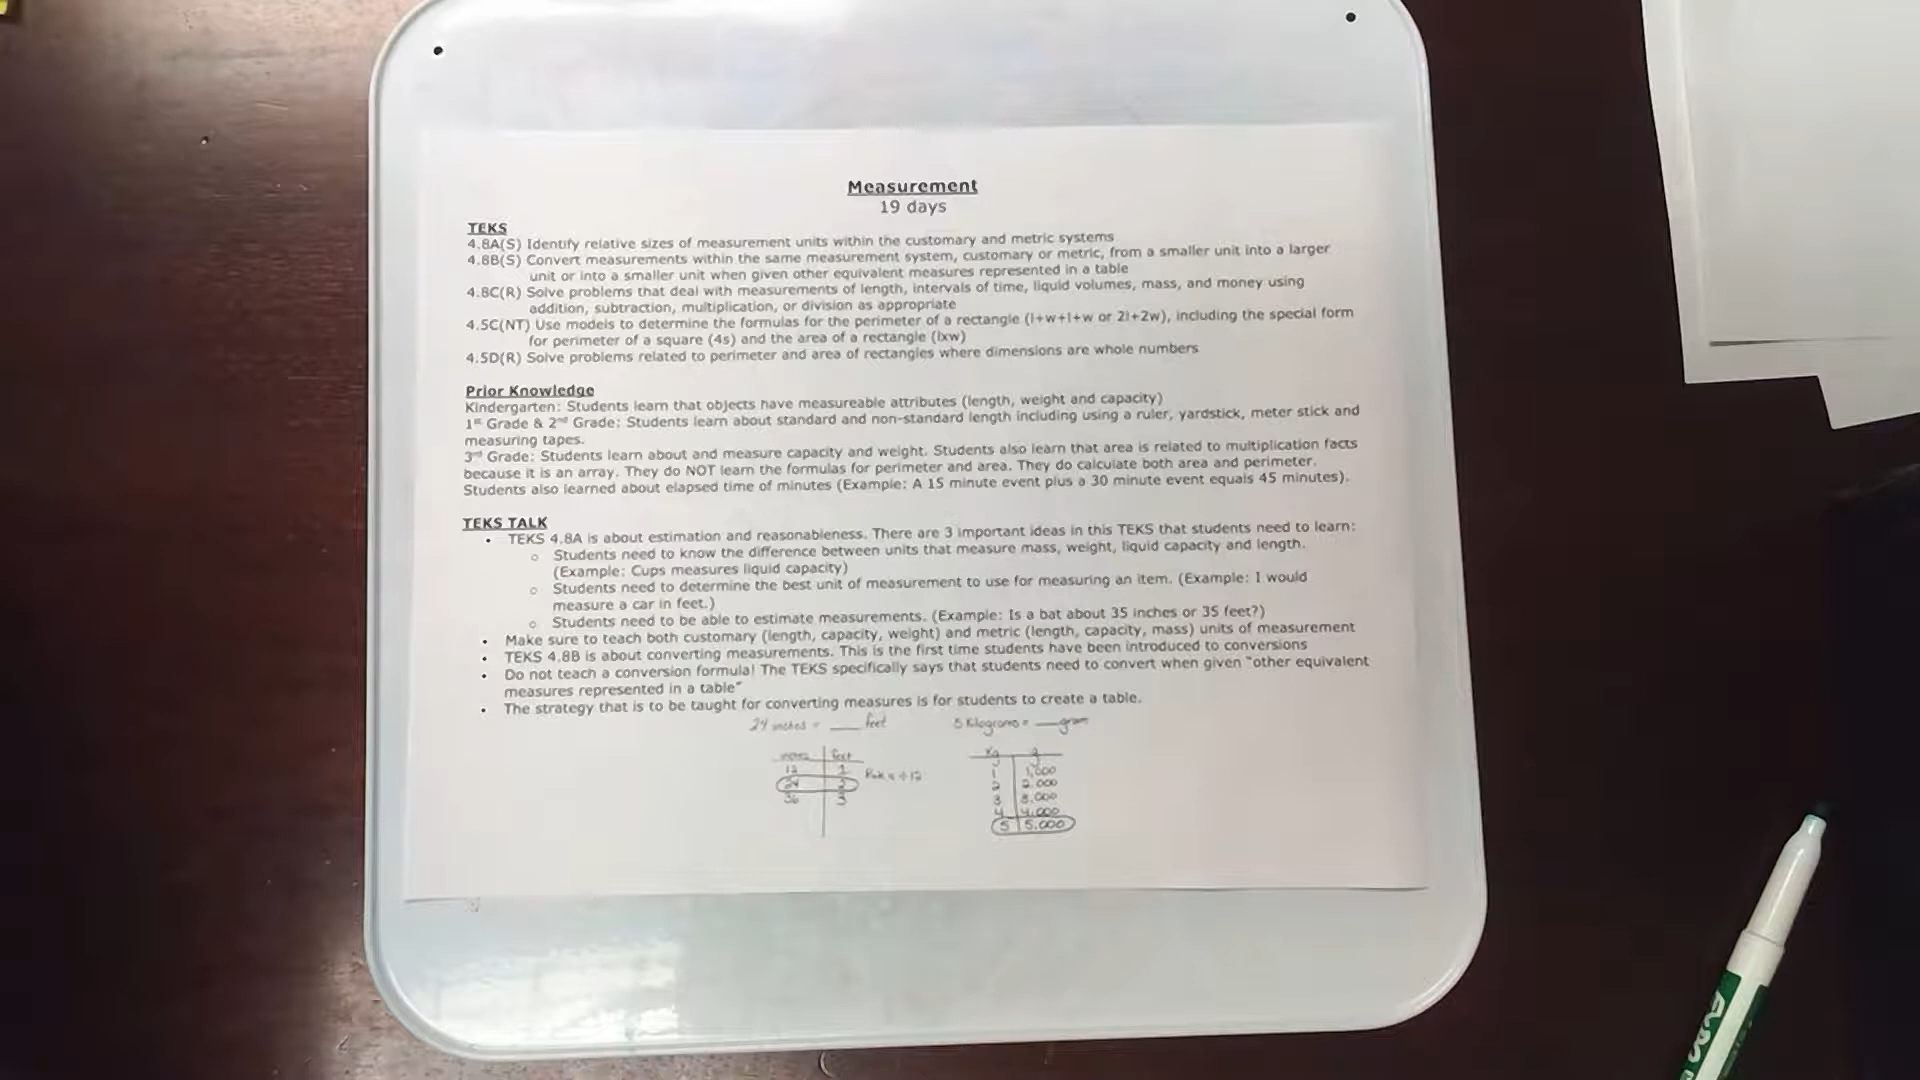 Measurement
19 days
TEKS
4.8A(S) Identify relative sizes of measurement units within the customary and metric systems
4.8B(S) Convert measurements within the same measurement system, customary or metric, from a smaller unit into a larger
unit or into a smaller unit when given other equivalent measures represented in a table
4.8C(R) Solve problems that deal with measurements of length, intervals of time, liquid volumes, mass, and money using
addition, subtraction, multiplication, or division as appropriate
4.5C(NT) Use models to determine the formulas for the perimeter of a rectangle (l+w+l+w or 2l+2w), including the special form
for perimeter of a square (4s) and the area of a rectangle (lxw)
4.5D(R) Solve problems related to perimeter and area of rectangles where dimensions are whole numbers
Prior Knowledge
Kindergarten: Students learn that objects have measureable attributes (length, weight and capacity)
1st Grade & 2nd Grade: Students learn about standard and non-standard length including using a ruler, yardstick, meter stick and
measuring tapes.
3rd Grade: Students learn about and measure capacity and weight. Students also learn that area is related to multiplication facts
because it is an array. They do NOT learn the formulas for perimeter and area. They do calculate both area and perimeter.
Students also learned about elapsed time of minutes (Example: A 15 minute event plus a 30 minute event equals 45 minutes).
TEKS TALK
• TEKS 4.8A is about estimation and reasonableness. There are 3 important ideas in this TEKS that students need to learn:
o Students need to know the difference between units that measure mass, weight, liquid capacity and length.
(Example: Cups measures liquid capacity)
o Students need to determine the best unit of measurement to use for measuring an item. (Example: I would
measure a car in feet.)
o Students need to be able to estimate measurements. (Example: Is a bat about 35 inches or 35 feet?)
• Make sure to teach both customary (length, capacity, weight) and metric (length, capacity, mass) units of measurement
• TEKS 4.8B is about converting measurements. This is the first time students have been introduced to conversions
• Do not teach a conversion formula! The TEKS specifically says that students need to convert when given "other equivalent
measures represented in a table"
• The strategy that is to be taught for converting measures is for students to create a table.
24 inches = ___ feet 5 Kilograms = ___ gram
inches feet Kg g
12 1 1 1,000
24 2 Rule is ÷12 2 2,000
36 3 3 3,000
4 4,000
5 5,000
EXPO